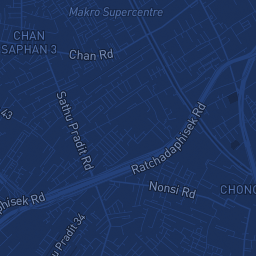 Makro Supercentre
CHAN
SAPHAN 3
Chan Rd
43
Sathu Pradit Rd
Ratchadaphisek Rd
Nonsi Rd
CHONG
phisek Rd
u Pradit 34